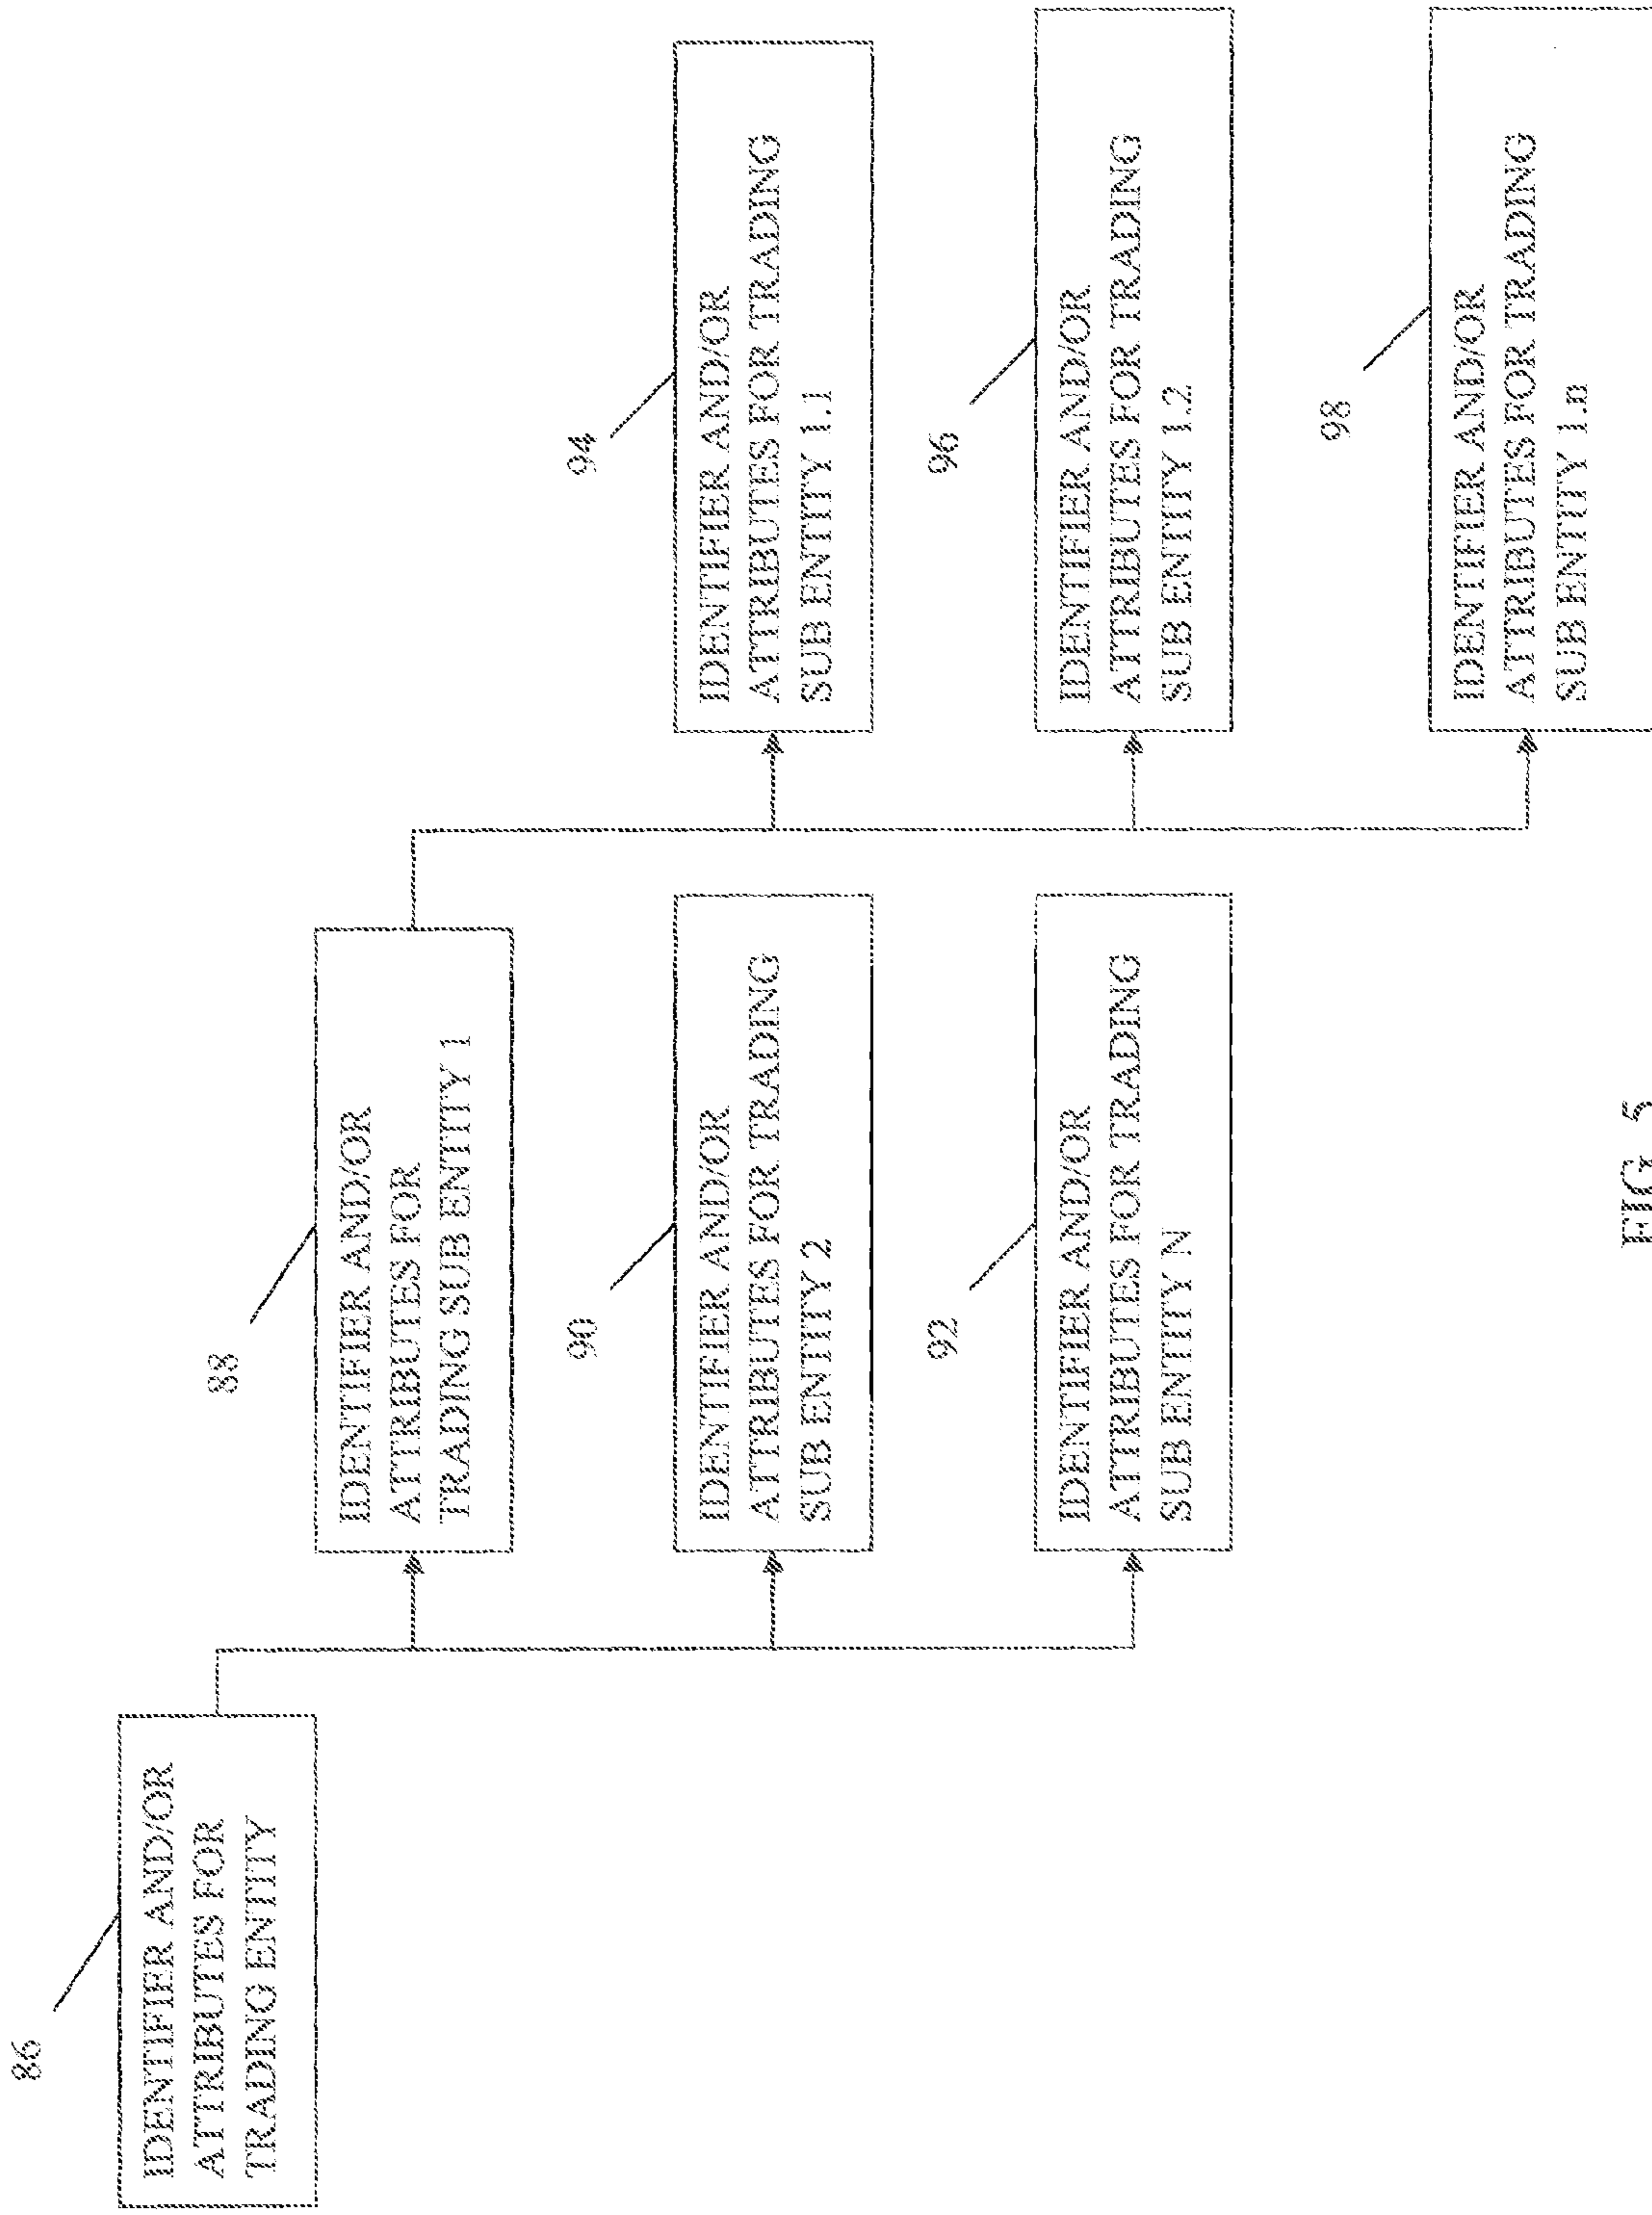 86
IDENTIFIER AND/OR
ATTRIBUTES FOR
TRADING ENTITY
88
IDENTIFIER AND/OR
ATTRIBUTES FOR
TRADING SUB ENTITY 1
90
IDENTIFIER AND/OR
ATTRIBUTES FOR TRADING
SUB ENTITY 2
92
IDENTIFIER AND/OR
ATTRIBUTES FOR TRADING
SUB ENTITY N
94
IDENTIFIER AND/OR
ATTRIBUTES FOR TRADING
SUB ENTITY 1.1
96
IDENTIFIER AND/OR
ATTRIBUTES FOR TRADING
SUB ENTITY 1.2
98
IDENTIFIER AND/OR
ATTRIBUTES FOR TRADING
SUB ENTITY 1.n
FIG. 5